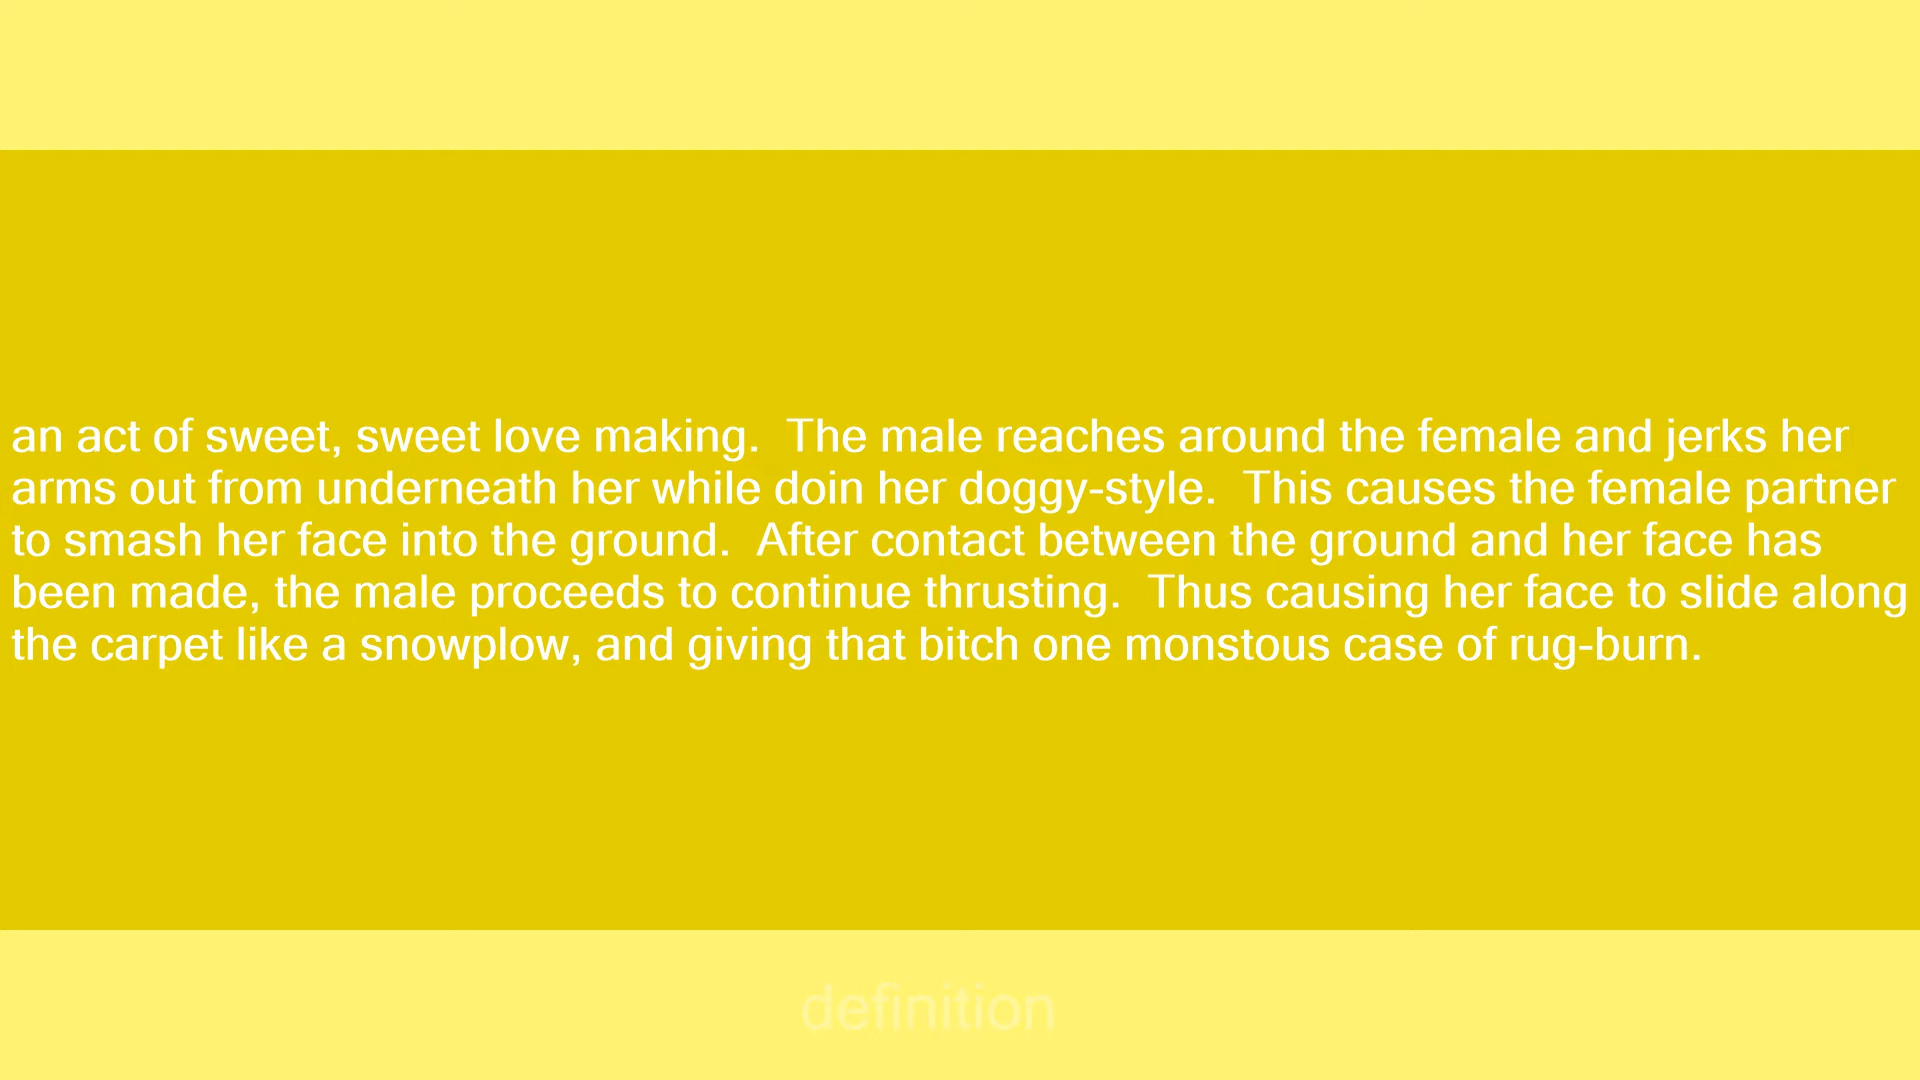 an act of sweet, sweet love making.  The male reaches around the female and jerks her
arms out from underneath her while doin her doggy-style.  This causes the female partner
to smash her face into the ground.  After contact between the ground and her face has
been made, the male proceeds to continue thrusting.  Thus causing her face to slide along
the carpet like a snowplow, and giving that bitch one monstous case of rug-burn.
definition